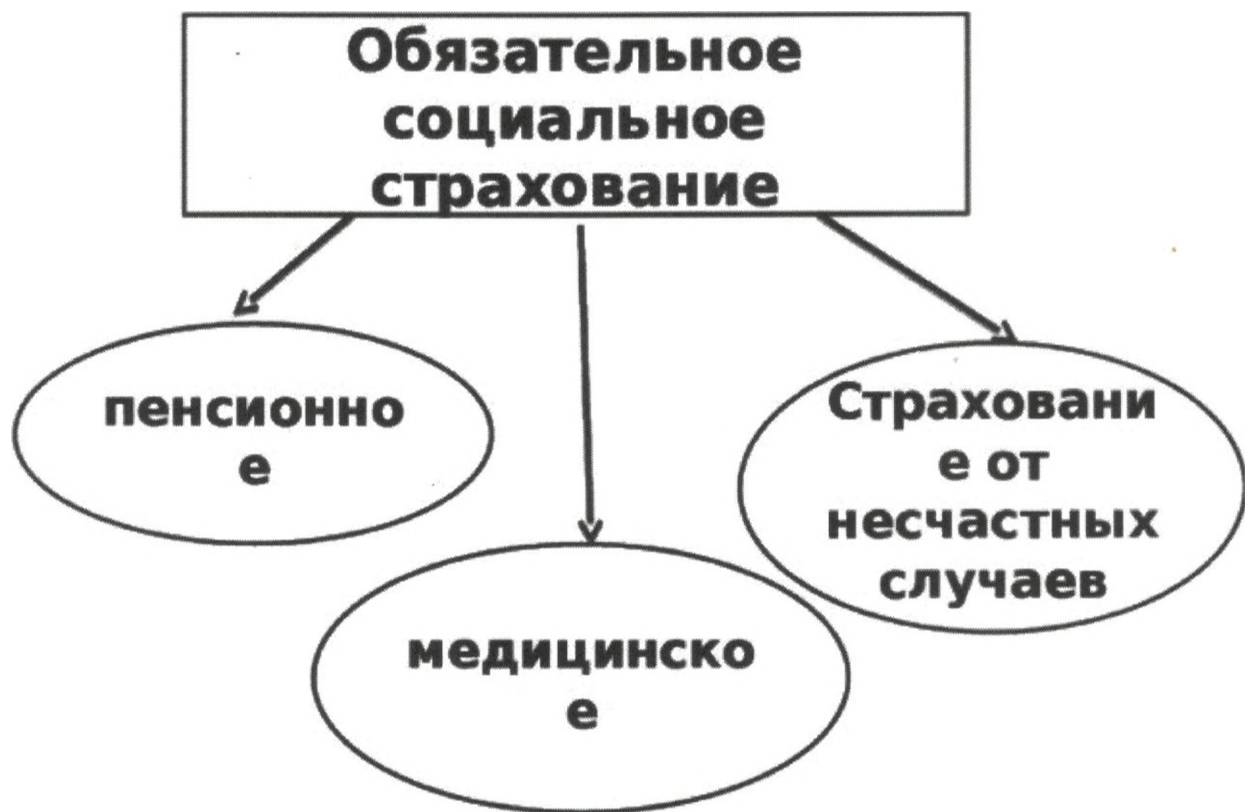 Обязательное
социальное
страхование
пенсионно
е
Страховани
е от
несчастных
случаев
медицинско
е